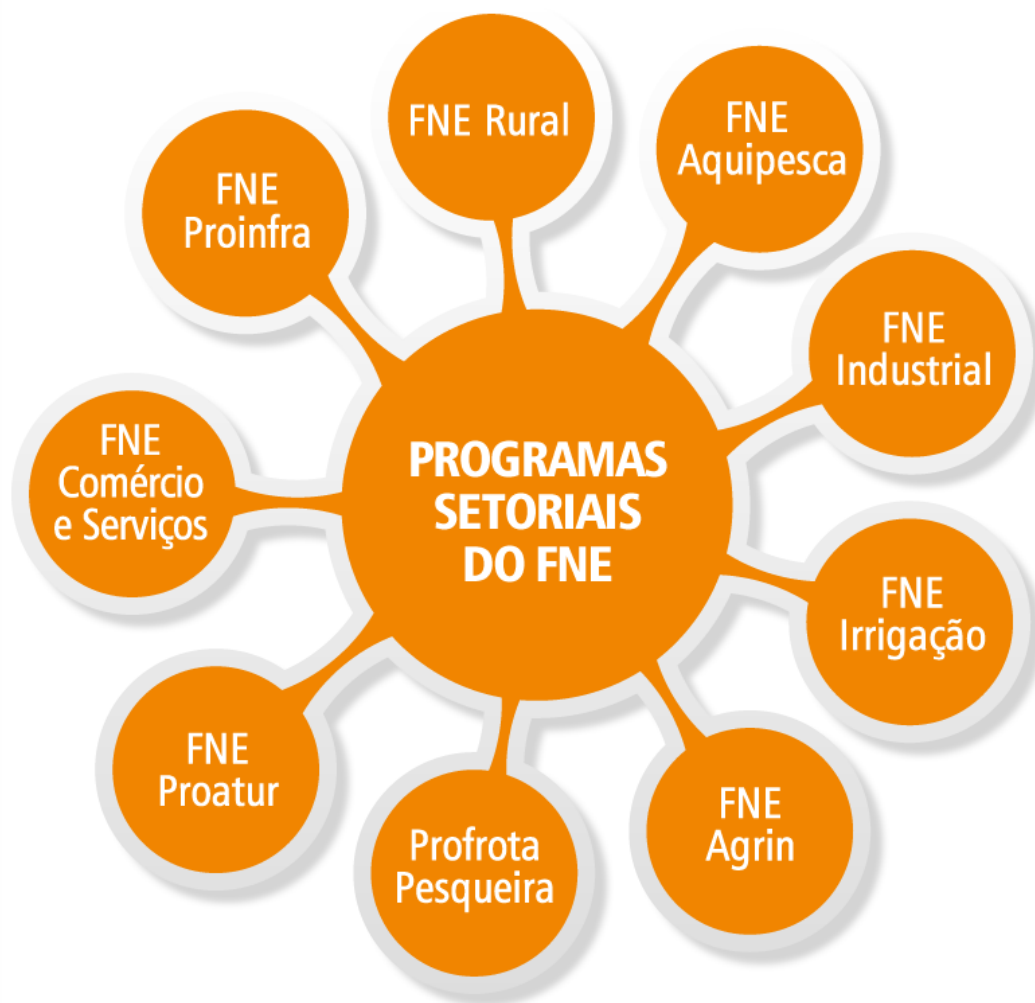 PROGRAMAS
SETORIAIS
DO FNE
FNE Rural
FNE
Aquipesca
FNE
Industrial
FNE
Irrigação
FNE
Agrin
Profrota
Pesqueira
FNE
Proatur
FNE
Comércio
e Serviços
FNE
Proinfra